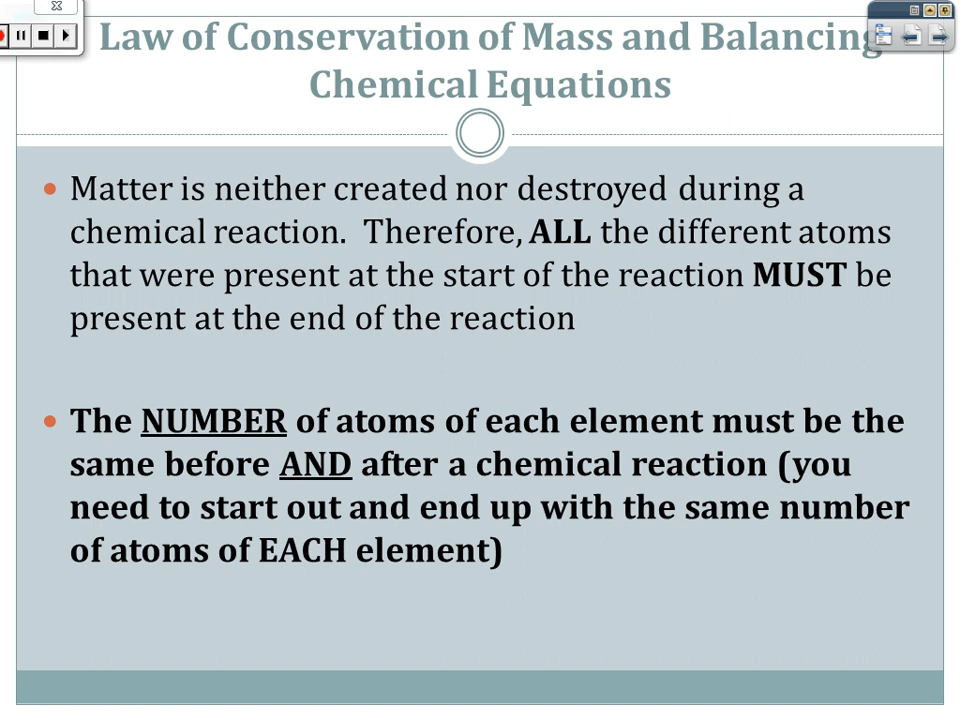 Law of Conservation of Mass and Balancing
Chemical Equations
Matter is neither created nor destroyed during a
chemical reaction.  Therefore, ALL the different atoms
that were present at the start of the reaction MUST be
present at the end of the reaction
The NUMBER of atoms of each element must be the
same before AND after a chemical reaction (you
need to start out and end up with the same number
of atoms of EACH element)